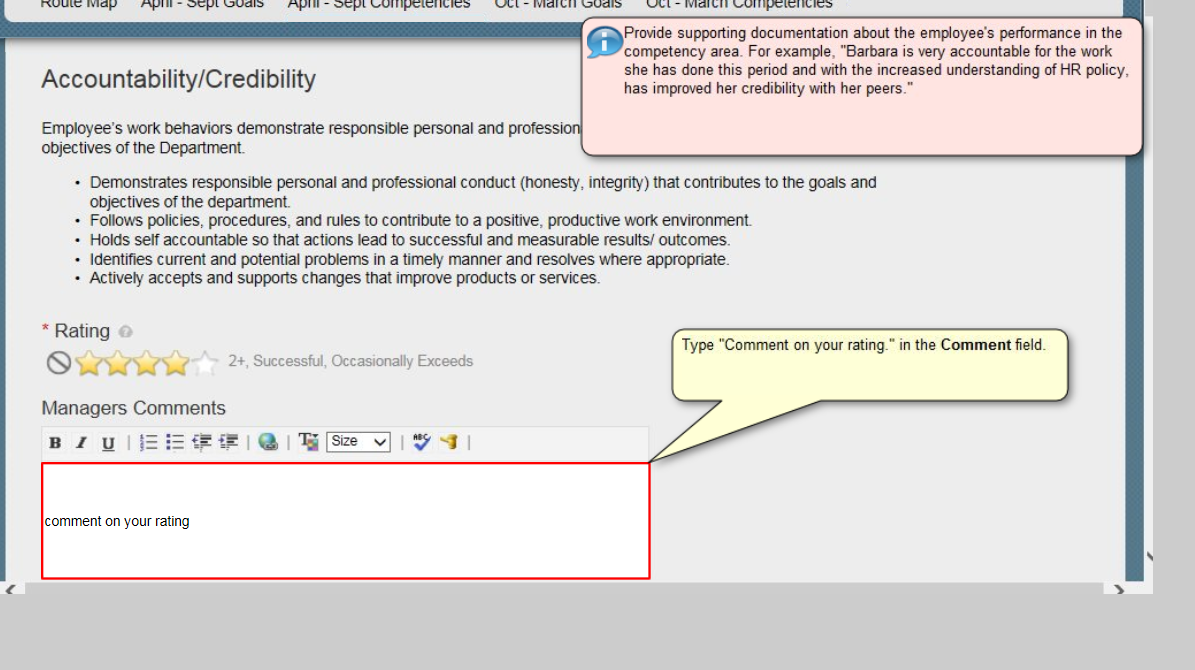 Route Map April - Sept Goals April - Sept Competencies Oct - March Goals Oct - March Competencies
Provide supporting documentation about the employee's performance in the
competency area. For example, "Barbara is very accountable for the work
she has done this period and with the increased understanding of HR policy,
has improved her credibility with her peers."
Accountability/Credibility
Employee's work behaviors demonstrate responsible personal and profession
objectives of the Department.
• Demonstrates responsible personal and professional conduct (honesty, integrity) that contributes to the goals and
objectives of the department.
• Follows policies, procedures, and rules to contribute to a positive, productive work environment.
• Holds self accountable so that actions lead to successful and measurable results/ outcomes.
• Identifies current and potential problems in a timely manner and resolves where appropriate.
• Actively accepts and supports changes that improve products or services.
* Rating
2+, Successful, Occasionally Exceeds
Type "Comment on your rating." in the Comment field.
Managers Comments
B I U Size ABC
comment on your rating